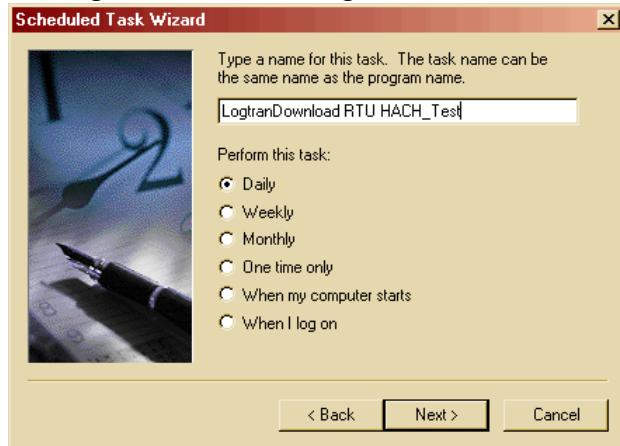 Scheduled Task Wizard
Type a name for this task. The task name can be
the same name as the program name.
LogtranDownload RTU HACH_Test
Perform this task:
Daily
Weekly
Monthly
One time only
When my computer starts
When I log on
< Back Next > Cancel